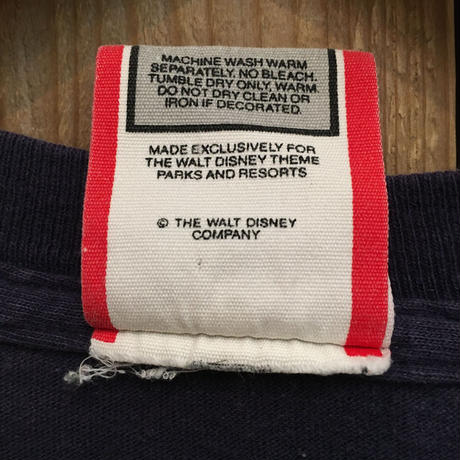 MACHINE WASH WARM
SEPARATELY. NO BLEACH.
TUMBLE DRY ONLY, WARM.
DO NOT DRY CLEAN OR
IRON IF DECORATED.
MADE EXCLUSIVELY FOR
THE WALT DISNEY THEME
PARKS AND RESORTS
© THE WALT DISNEY
COMPANY